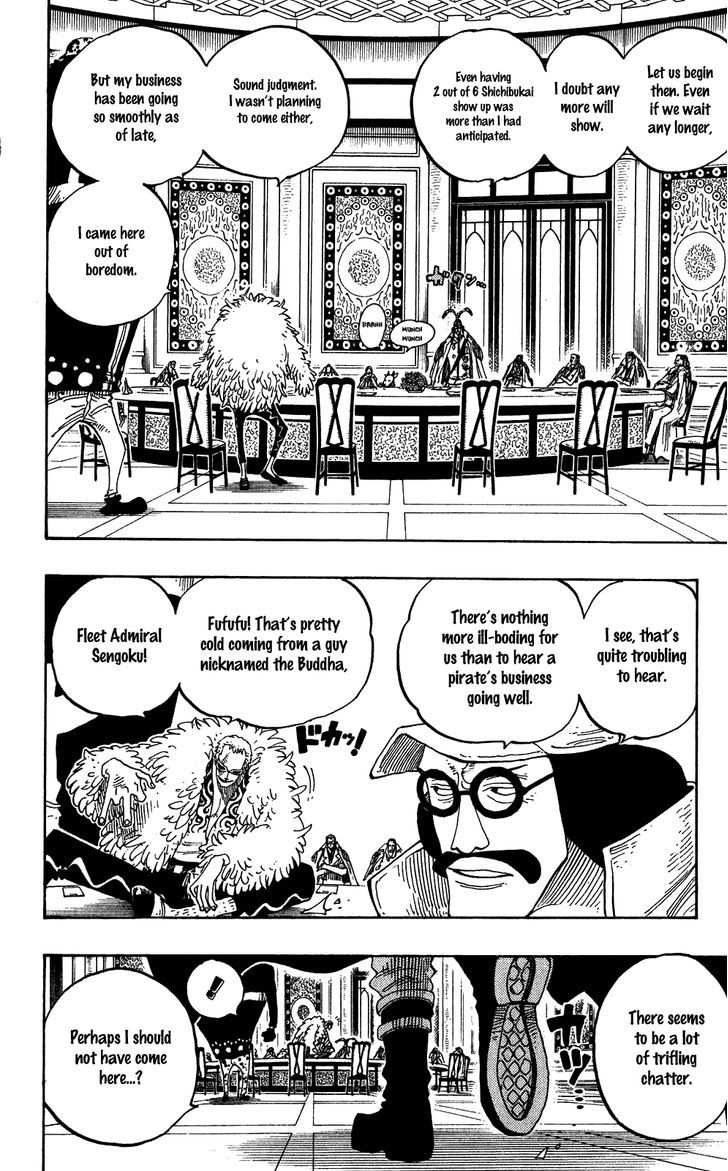 Let us begin
then. Even
if we wait
any longer,
I doubt any
more will
show.
Even having
2 out of 6 Shichibukai
show up was
more than I had
anticipated.
Sound judgment.
I wasn't planning
to come either,
But my business
has been going
so smoothly as
of late,
I came here
out of
boredom.
MUNCH
MUNCH
I see, that's
quite troubling
to hear.
There's nothing
more ill-boding for
us than to hear a
pirate's business
going well.
Fufufu! That's pretty
cold coming from a guy
nicknamed the Buddha,
Fleet Admiral
Sengoku!
ドカッ!
There seems
to be a lot
of trifling
chatter.
!!
Perhaps I should
not have come
here...?